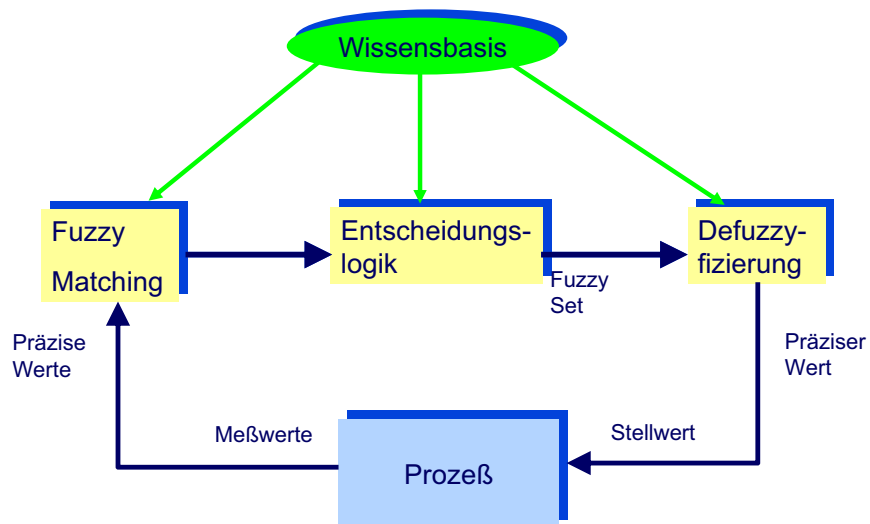 Wissensbasis
Fuzzy
Matching
Entscheidungs-
logik
Defuzzy-
fizierung
Fuzzy
Set
Präzise
Werte
Präziser
Wert
Meßwerte
Stellwert
Prozeß